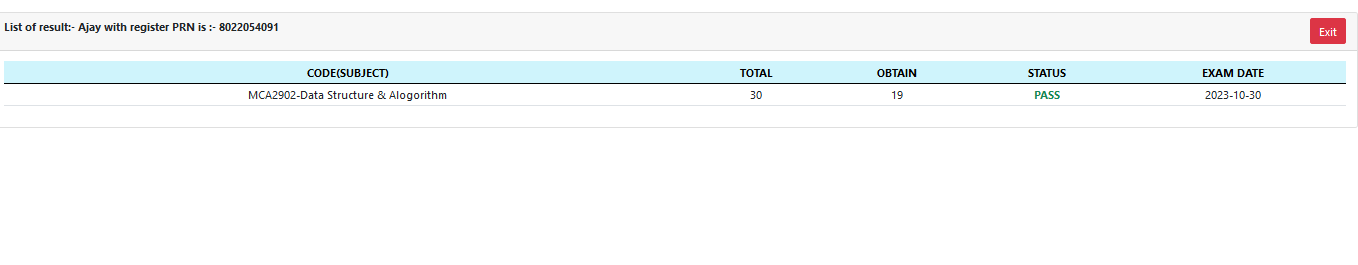 List of result:- Ajay with register PRN is :- 8022054091
Exit
CODE(SUBJECT) TOTAL OBTAIN STATUS EXAM DATE
MCA2902-Data Structure & Alogorithm 30 19 PASS 2023-10-30